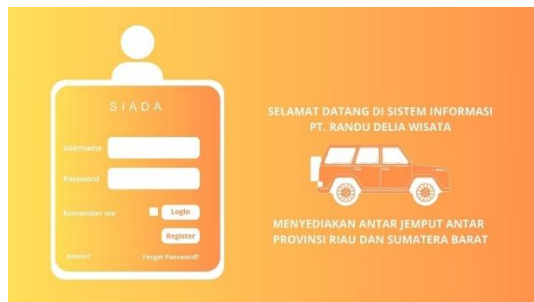 SIADA
Username
Password
Remember me
Login
Register
Admin?
Forgot Password?
SELAMAT DATANG DI SISTEM INFORMASI
PT. RANDU DELIA WISATA
MENYEDIAKAN ANTAR JEMPUT ANTAR
PROVINSI RIAU DAN SUMATERA BARAT